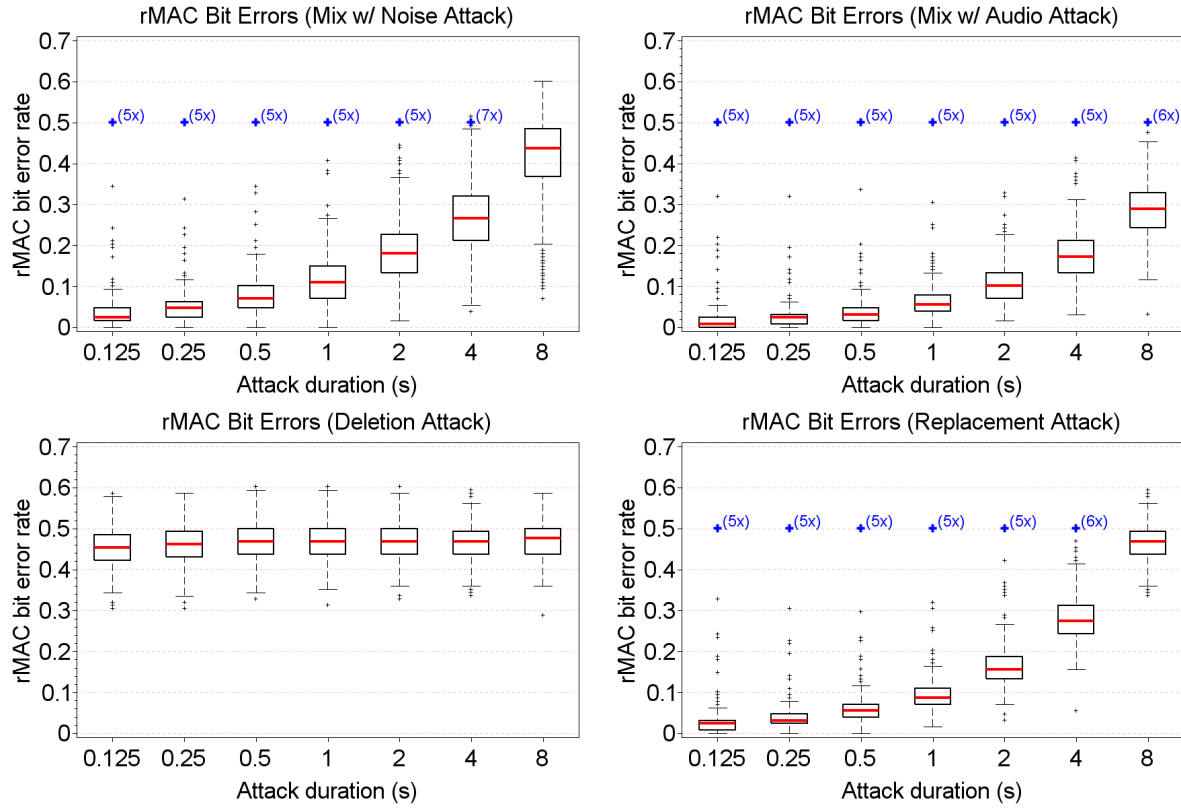 rMAC Bit Errors (Mix w/ Noise Attack)
rMAC bit error rate
0.7
0.6
0.5
0.4
0.3
0.2
0.1
0
(5x) (5x) (5x) (5x) (5x) (7x)
0.125 0.25 0.5 1 2 4 8
Attack duration (s)
rMAC Bit Errors (Mix w/ Audio Attack)
rMAC bit error rate
0.7
0.6
0.5
0.4
0.3
0.2
0.1
0
(5x) (5x) (5x) (5x) (5x) (5x) (6x)
0.125 0.25 0.5 1 2 4 8
Attack duration (s)
rMAC Bit Errors (Deletion Attack)
rMAC bit error rate
0.7
0.6
0.5
0.4
0.3
0.2
0.1
0
0.125 0.25 0.5 1 2 4 8
Attack duration (s)
rMAC Bit Errors (Replacement Attack)
rMAC bit error rate
0.7
0.6
0.5
0.4
0.3
0.2
0.1
0
(5x) (5x) (5x) (5x) (5x) (6x)
0.125 0.25 0.5 1 2 4 8
Attack duration (s)